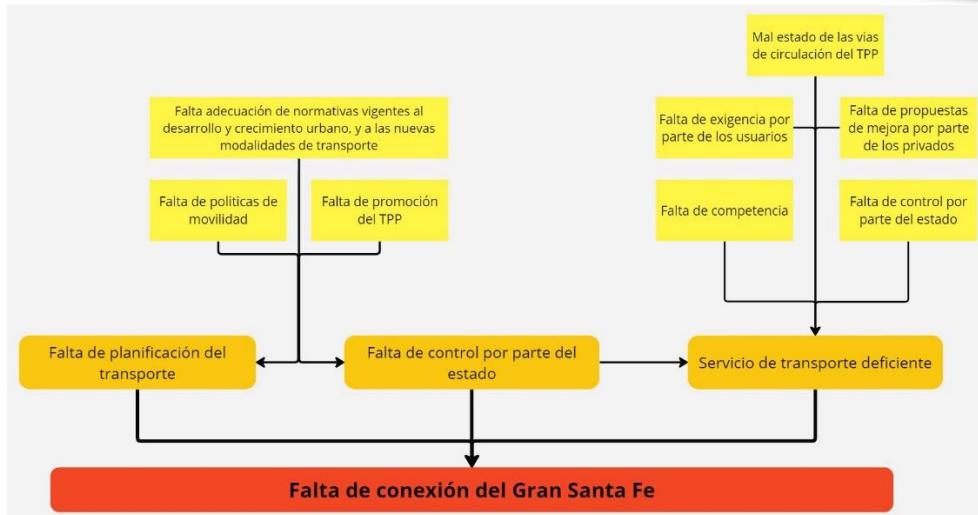 Mal estado de las vias
de circulación del TPP
Falta adecuación de normativas vigentes al
desarrollo y crecimiento urbano, y a las nuevas
modalidades de transporte
Falta de exigencia por
parte de los usuarios
Falta de propuestas
de mejora por parte
de los privados
Falta de politicas de
movilidad
Falta de promoción
del TPP
Falta de competencia
Falta de control por
parte del estado
Falta de planificación del
transporte
Falta de control por parte del
estado
Servicio de transporte deficiente
Falta de conexión del Gran Santa Fe